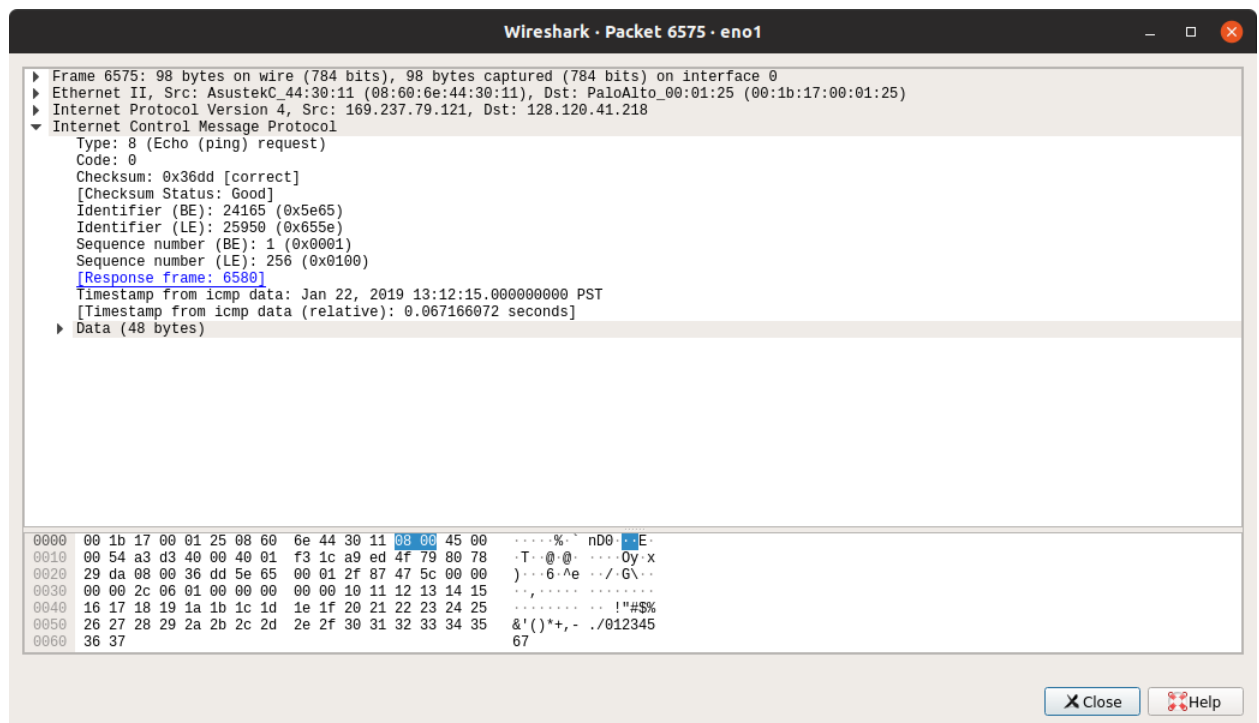 Wireshark · Packet 6575 · eno1
Frame 6575: 98 bytes on wire (784 bits), 98 bytes captured (784 bits) on interface 0
Ethernet II, Src: AsustekC_44:30:11 (08:60:6e:44:30:11), Dst: PaloAlto_00:01:25 (00:1b:17:00:01:25)
Internet Protocol Version 4, Src: 169.237.79.121, Dst: 128.120.41.218
Internet Control Message Protocol
Type: 8 (Echo (ping) request)
Code: 0
Checksum: 0x36dd [correct]
[Checksum Status: Good]
Identifier (BE): 24165 (0x5e65)
Identifier (LE): 25950 (0x655e)
Sequence number (BE): 1 (0x0001)
Sequence number (LE): 256 (0x0100)
[Response frame: 6580]
Timestamp from icmp data: Jan 22, 2019 13:12:15.000000000 PST
[Timestamp from icmp data (relative): 0.067166072 seconds]
Data (48 bytes)
0000 00 1b 17 00 01 25 08 60 6e 44 30 11 08 00 45 00 ·····%·` nD0···E·
0010 00 54 a3 d3 40 00 40 01 f3 1c a9 ed 4f 79 80 78 ·T··@·@· ····Oy·x
0020 29 da 08 00 36 dd 5e 65 00 01 2f 87 47 5c 00 00 )···6·^e ··/·G\··
0030 00 00 2c 06 01 00 00 00 00 00 10 11 12 13 14 15 ··,····· ········
0040 16 17 18 19 1a 1b 1c 1d 1e 1f 20 21 22 23 24 25 ········ ·· !"#$%
0050 26 27 28 29 2a 2b 2c 2d 2e 2f 30 31 32 33 34 35 &'()*+,- ./012345
0060 36 37 67
Close Help